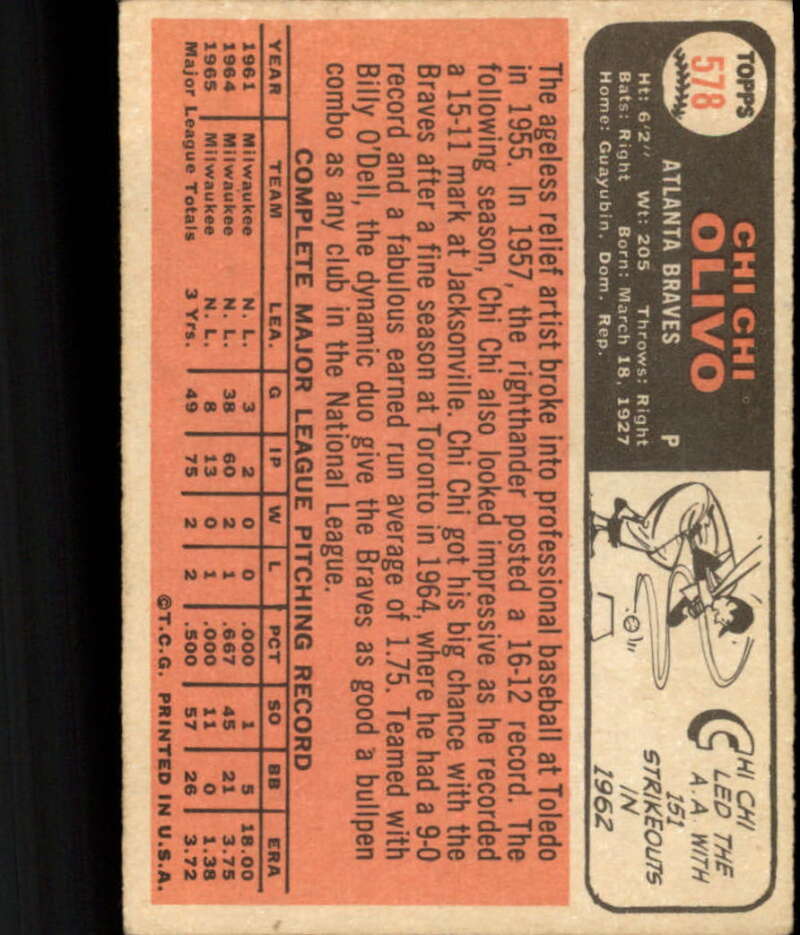 TOPPS
578
CHI CHI
OLIVO
ATLANTA BRAVES P
Ht: 6'2" Wt: 205 Throws: Right
Bats: Right Born: March 18, 1927
Home: Guayubin, Dom. Rep.
CHI CHI
LED THE
A.A. WITH
151
STRIKEOUTS
IN
1962
The ageless relief artist broke into professional baseball at Toledo
in 1955. In 1957, the righthander posted a 16-12 record. The
following season, Chi Chi also looked impressive as he recorded
a 15-11 mark at Jacksonville. Chi Chi got his big chance with the
Braves after a fine season at Toronto in 1964, where he had a 9-0
record and a fabulous earned run average of 1.75. Teamed with
Billy O'Dell, the dynamic duo give the Braves as good a bullpen
combo as any club in the National League.
COMPLETE MAJOR LEAGUE PITCHING RECORD
YEAR TEAM LEA. G IP W L PCT SO BB ERA
1961 Milwaukee N. L. 3 2 0 0 .000 1 5 18.00
1964 Milwaukee N. L. 38 60 2 1 .667 45 21 3.75
1965 Milwaukee N. L. 8 13 0 1 .000 11 0 1.38
Major League Totals 3 Yrs. 49 75 2 2 .500 57 26 3.72
©T.C.G. PRINTED IN U.S.A.